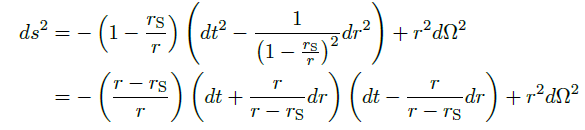 $ds^2 = -\left(1 - \frac{r_{\mathrm{S}}}{r}\right)\left(dt^2 - \frac{1}{\left(1 - \frac{r_{\mathrm{S}}}{r}\right)^2}dr^2\right) + r^2 d\Omega^2$
$= -\left(\frac{r - r_{\mathrm{S}}}{r}\right)\left(dt + \frac{r}{r - r_{\mathrm{S}}}dr\right)\left(dt - \frac{r}{r - r_{\mathrm{S}}}dr\right) + r^2 d\Omega^2$